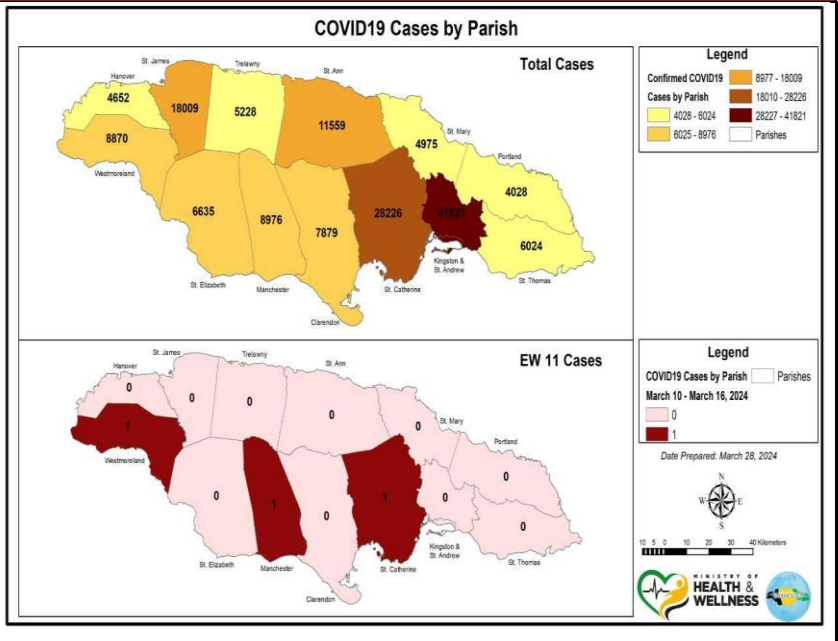 COVID19 Cases by Parish
Total Cases
St. James
Trelawny
St. Ann
Hanover
4652
18009
5228
11559
St. Mary
4975
Portland
8870
Westmoreland
4028
6635
8976
7879
28226
41821
6024
St. Elizabeth
Manchester
Clarendon
St. Catherine
Kingston &
St. Andrew
St. Thomas
Legend
Confirmed COVID19
Cases by Parish
4028 - 6024
6025 - 8976
8977 - 18009
18010 - 28226
28227 - 41821
Parishes
EW 11 Cases
St. James
Trelawny
St. Ann
Hanover
0
0
0
0
0
St. Mary
Portland
1
Westmoreland
0
0
1
0
1
0
0
St. Elizabeth
Manchester
Clarendon
St. Catherine
Kingston &
St. Andrew
St. Thomas
Legend
COVID19 Cases by Parish
Parishes
March 10 - March 16, 2024
0
1
Date Prepared: March 28, 2024
N
W E
S
10 5 0 10 20 30 40 Kilometers
MINISTRY OF
HEALTH &
WELLNESS